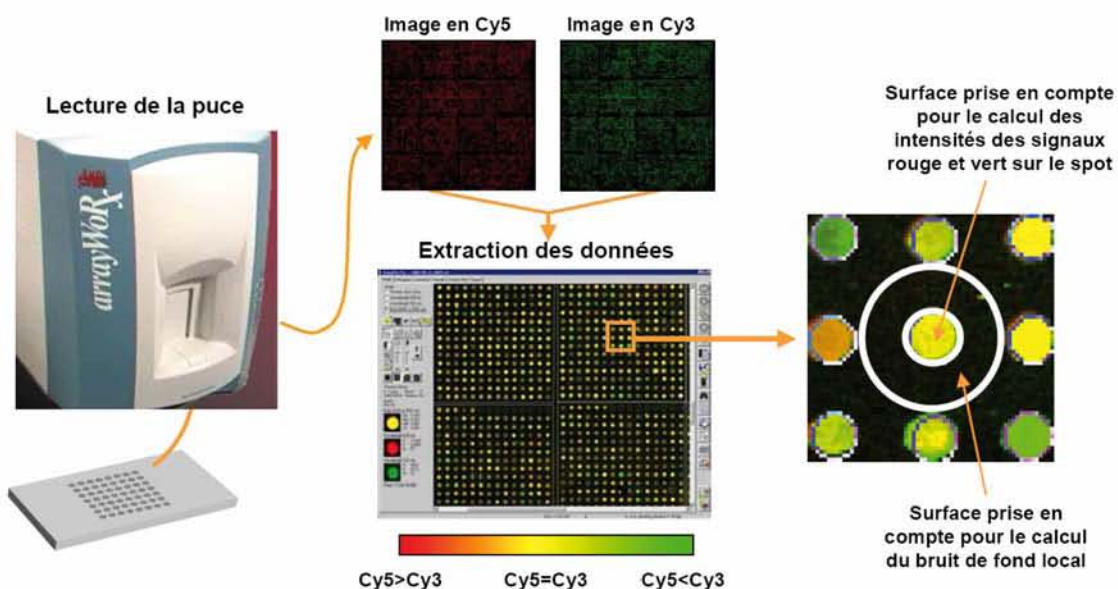 Image en Cy5
Image en Cy3
Lecture de la puce
arrayWoRx
Extraction des données
Surface prise en
compte
pour le calcul des
intensités des signaux
rouge et vert sur le spot
Surface prise en
compte pour le calcul
du bruit de fond local
Cy5>Cy3
Cy5=Cy3
Cy5<Cy3